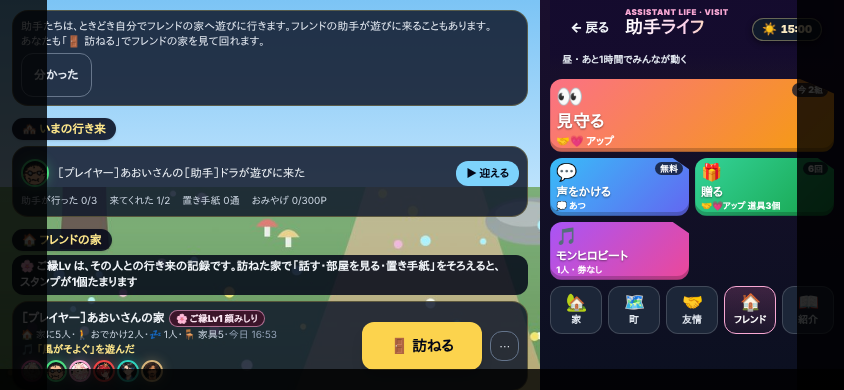 助手たちは、ときどき自分でフレンドの家へ遊びに行きます。フレンドの助手が遊びに来ることもあります。
あなたも「🚪 訪ねる」でフレンドの家を見て回れます。
分かった
🏘️ いまの行き来
[プレイヤー]あおいさんの[助手]ドラが遊びに来た
▶ 迎える
助手が行った 0/3 来てくれた 1/2 置き手紙 0通 おみやげ 0/300P
🏠 フレンドの家
🌸 ご縁Lv は、その人との行き来の記録です。訪ねた家で「話す・部屋を見る・置き手紙」をそろえると、
スタンプが1個たまります
[プレイヤー]あおいさんの家 🌸 ご縁Lv1 顔みしり
🏠 家に5人・🚶 おでかけ2人・💤 1人・🪑 家具5・今日 16:53
🎵 「風がそよぐ」を遊んだ
🚪 訪ねる
…
← 戻る
ASSISTANT LIFE · VISIT
助手ライフ
☀️ 15:00
昼・あと1時間でみんなが動く
👀
見守る
🤝💗 アップ
💬
無料
声をかける
💭 あつ
🎁
6回
贈る
🤝💗アップ 道具3個
🎵
モンヒロビート
1人・券なし
🏡
家
🗺️
町
🤝
友情
🏠
フレンド
📖
紹介